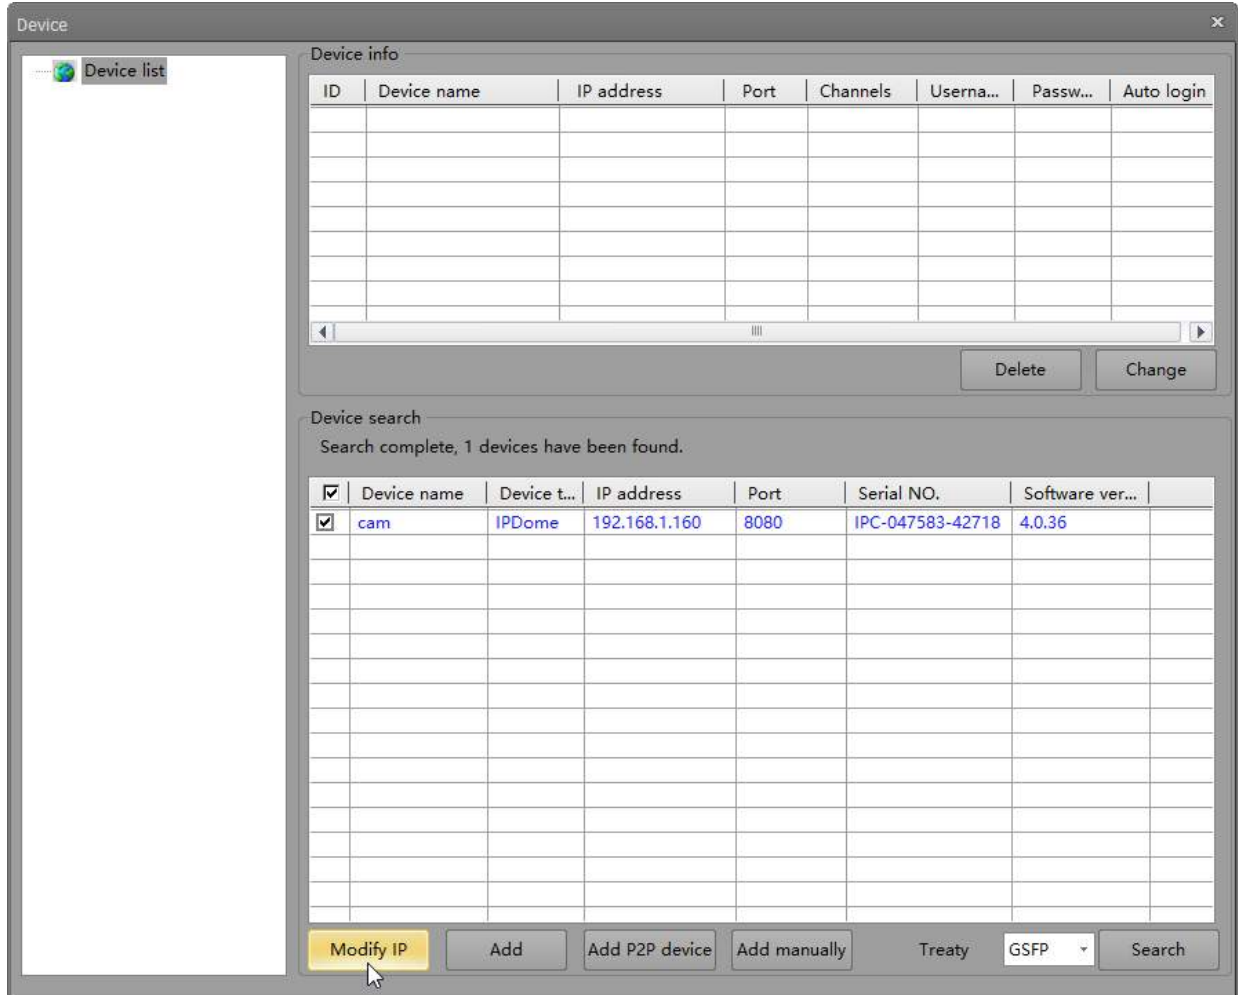 Device
Device list
Device info
ID Device name IP address Port Channels Userna... Passw... Auto login
Delete Change
Device search
Search complete, 1 devices have been found.
Device name Device t... IP address Port Serial NO. Software ver...
cam IPDome 192.168.1.160 8080 IPC-047583-42718 4.0.36
Modify IP Add Add P2P device Add manually Treaty GSFP Search